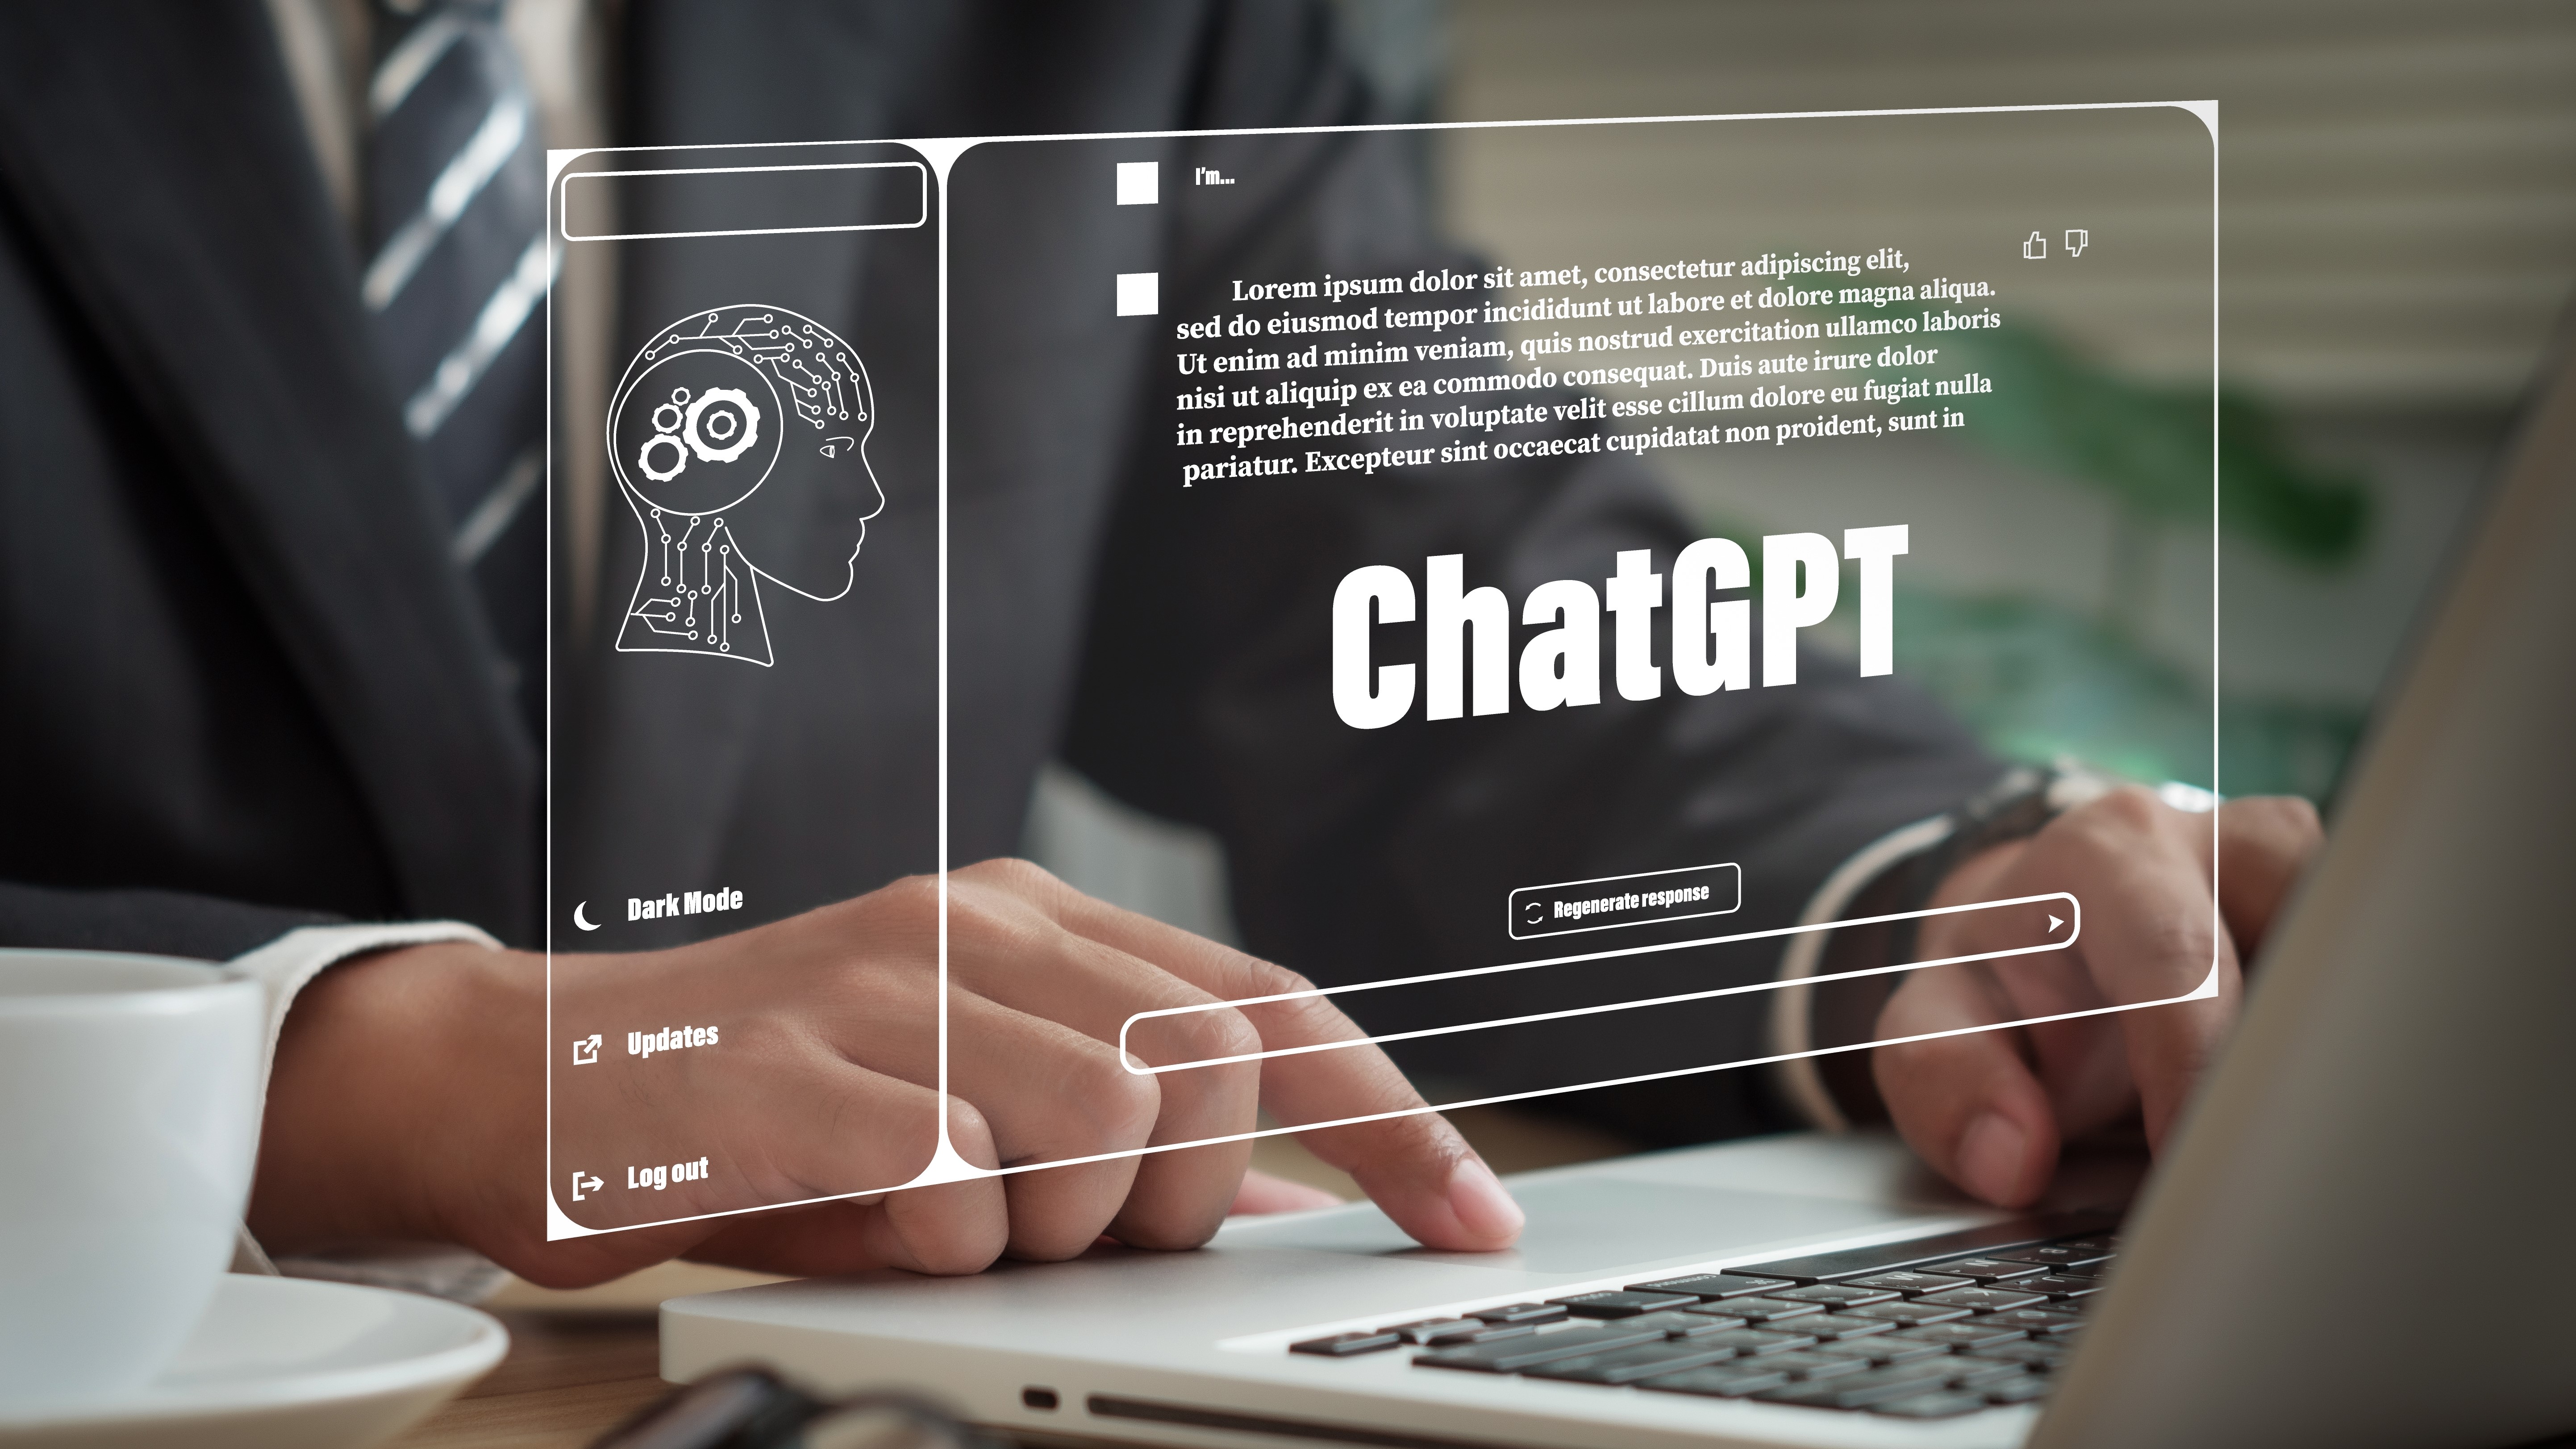 I'm...
Lorem ipsum dolor sit amet, consectetur adipiscing elit,
sed do eiusmod tempor incididunt ut labore et dolore magna aliqua.
Ut enim ad minim veniam, quis nostrud exercitation ullamco laboris
nisi ut aliquip ex ea commodo consequat. Duis aute irure dolor
in reprehenderit in voluptate velit esse cillum dolore eu fugiat nulla
pariatur. Excepteur sint occaecat cupidatat non proident, sunt in
ChatGPT
Regenerate response
Dark Mode
Updates
Log out